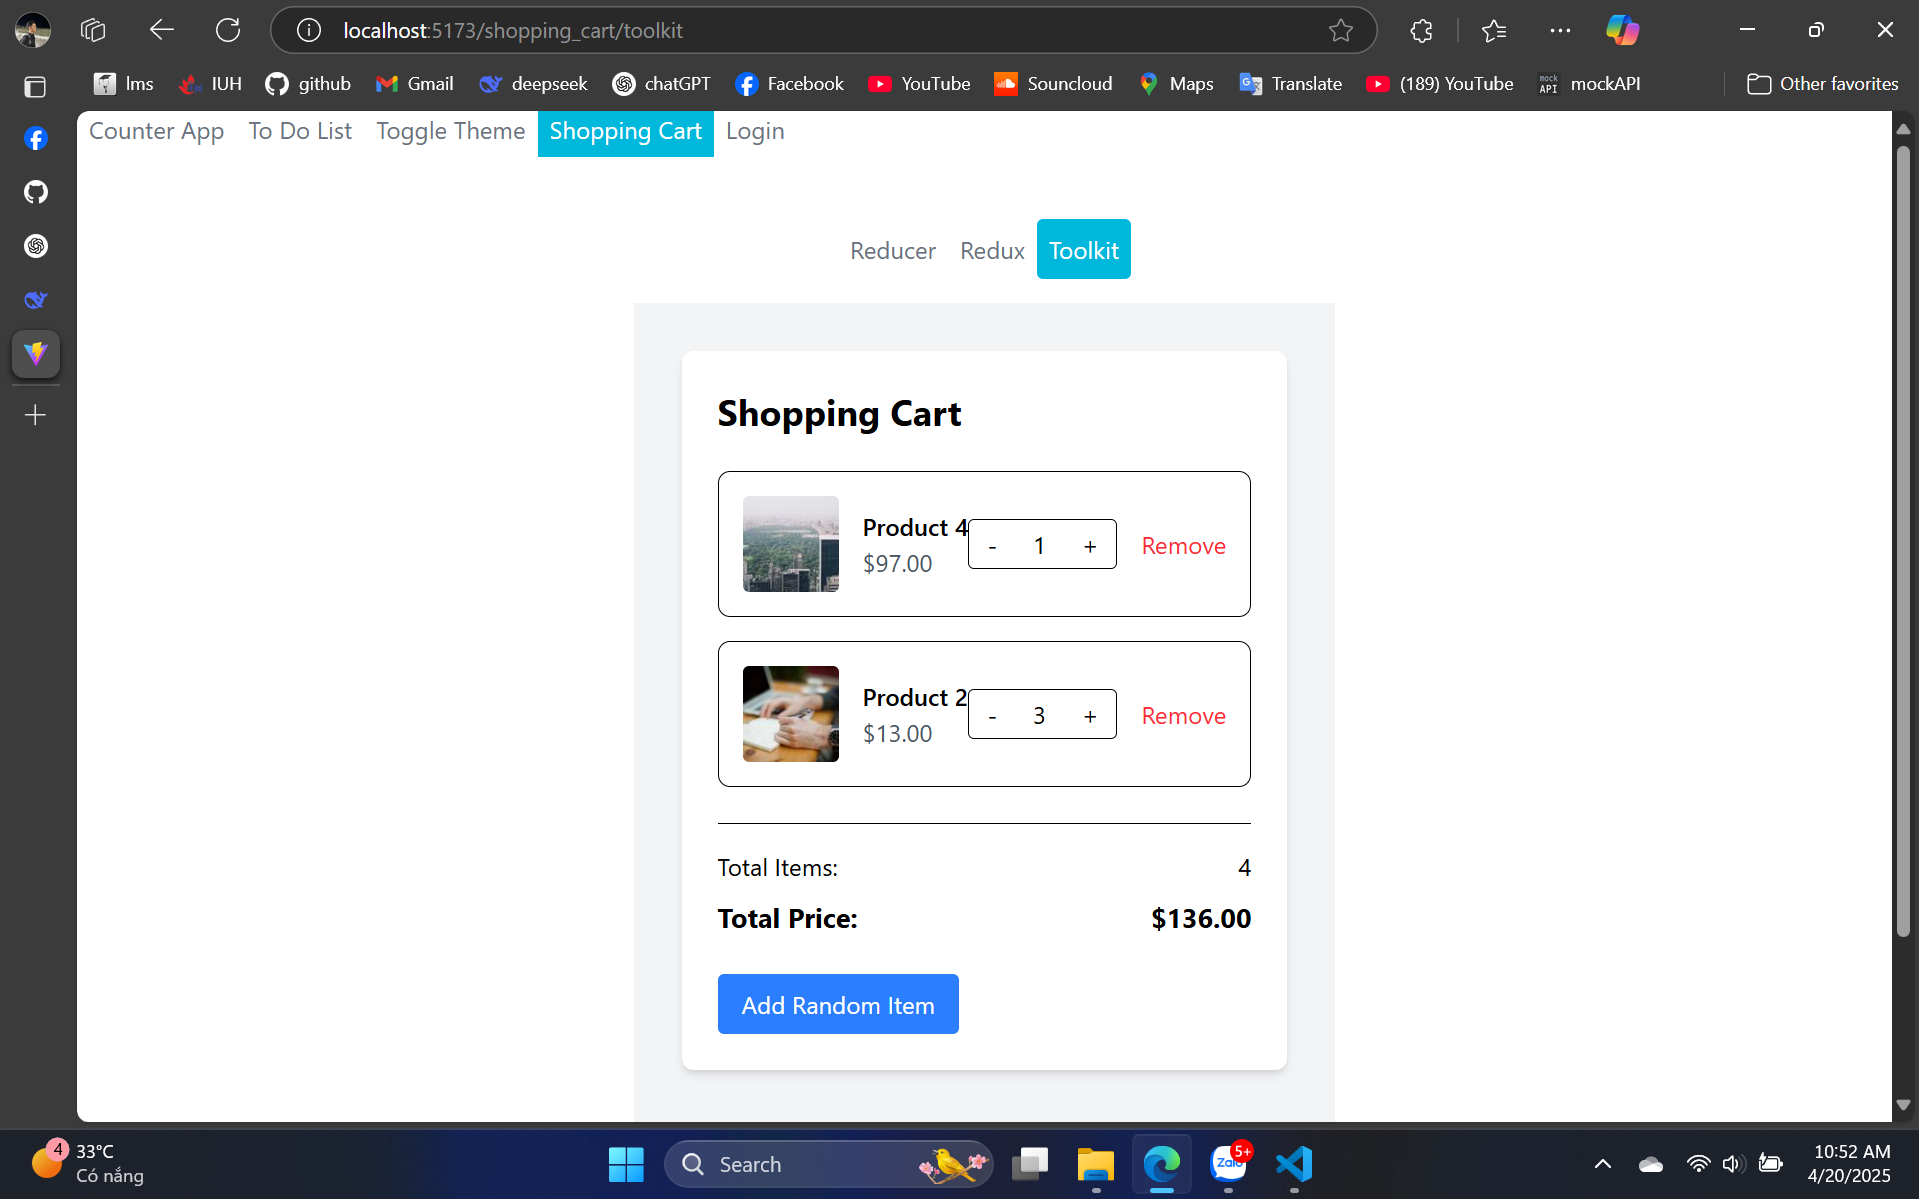 localhost:5173/shopping_cart/toolkit
lms IUH github Gmail deepseek chatGPT Facebook YouTube Souncloud Maps Translate (189) YouTube mock API mockAPI Other favorites
Counter App To Do List Toggle Theme Shopping Cart Login
Reducer Redux Toolkit
Shopping Cart
Product 4
$97.00
- 1 + Remove
Product 2
$13.00
- 3 + Remove
Total Items: 4
Total Price: $136.00
Add Random Item
4
33°C
Có nắng
Search
Zalo
5+
10:52 AM
4/20/2025